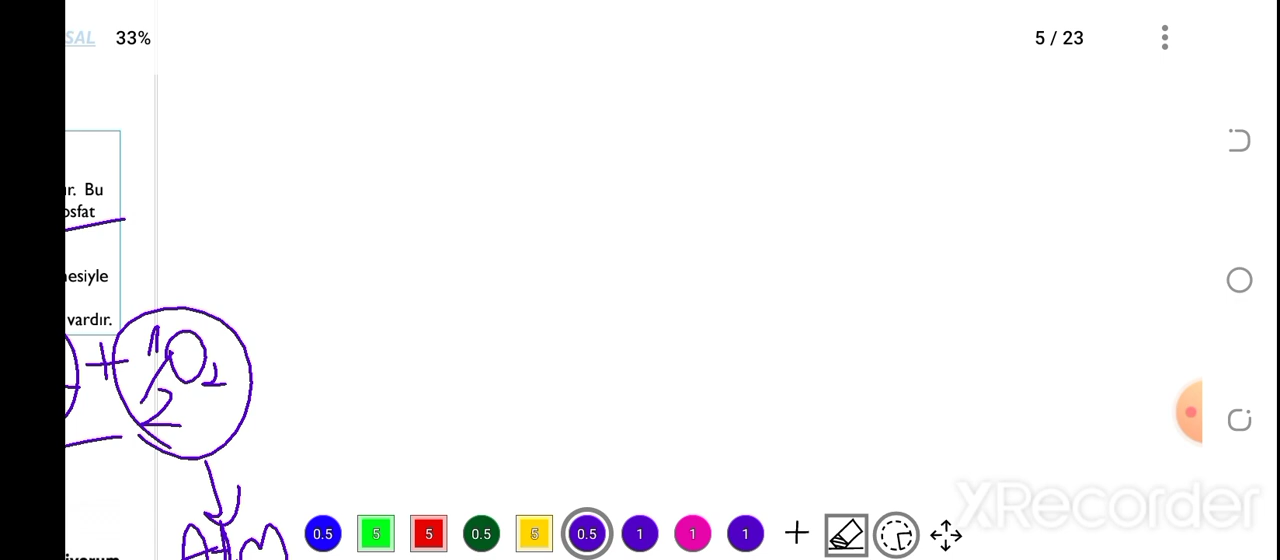 SAL 33% 5 / 23
ır. Bu
osfat
esiyle
vardır.
+ 1/2 O2
0.5 5 5 0.5 5 0.5 1 1 1
XRecorder